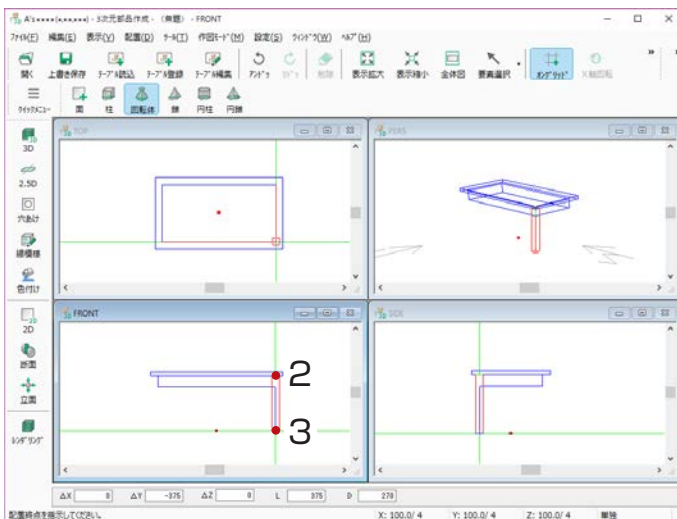 A's ****(*,**,**) - 3次元部品作成 - (無題) - FRONT
ファイル(F) 編集(E) 表示(V) 配置(D) ツール(T) 作図モード(M) 設定(S) ウィンドウ(W) ヘルプ(H)
開く 上書き保存 テーブル読込 テーブル登録 テーブル編集 アンドゥ リドゥ 削除 表示拡大 表示縮小 全体図 要素選択 オングリッド X軸回転
クイックメニュー 面 柱 回転体 錐 円柱 円錐
3D
2.5D
穴あけ
線模様
色付け
2D
断面
立面
レンダリング
TOP
PERS
FRONT
2
3
SIDE
ΔX 0 ΔY -375 ΔZ 0 L 375 D 270
配置終点を指示してください。 X: 100.0/ 4 Y: 100.0/ 4 Z: 100.0/ 4 単独